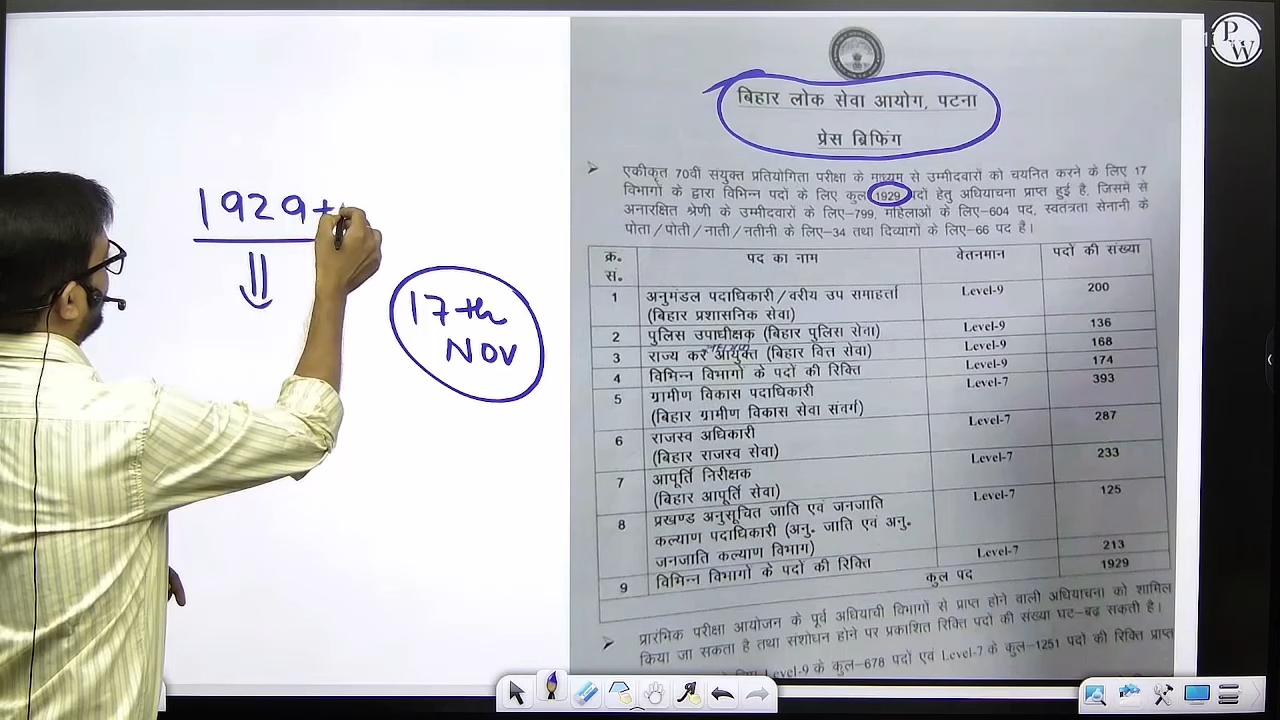 1929+
17th
NOV
PW
बिहार लोक सेवा आयोग, पटना
प्रेस ब्रिफिंग
एकीकृत 70वीं संयुक्त प्रतियोगिता परीक्षा के माध्यम से उम्मीदवारों को चयनित करने के लिए 17
विभागों के द्वारा विभिन्न पदों के लिए कुल 1929 पदों हेतु अधियाचना प्राप्त हुई है, जिसमें से
अनारक्षित श्रेणी के उम्मीदवारों के लिए-799, महिलाओं के लिए-604 पद, स्वतंत्रता सेनानी के
पोता/पोती/नाती/नतीनी के लिए-34 तथा दिव्यांगों के लिए-66 पद है।
क्र. सं. पद का नाम वेतनमान पदों की संख्या
1 अनुमंडल पदाधिकारी/वरीय उप समाहर्त्ता Level-9 200
(बिहार प्रशासनिक सेवा)
2 पुलिस उपाधीक्षक (बिहार पुलिस सेवा) Level-9 136
3 राज्य कर आयुक्त (बिहार वित्त सेवा) Level-9 168
4 विभिन्न विभागों के पदों की रिक्ति Level-9 174
5 ग्रामीण विकास पदाधिकारी Level-7 393
(बिहार ग्रामीण विकास सेवा संवर्ग)
6 राजस्व अधिकारी Level-7 287
(बिहार राजस्व सेवा)
7 आपूर्ति निरीक्षक Level-7 233
(बिहार आपूर्ति सेवा)
8 प्रखण्ड अनुसूचित जाति एवं जनजाति Level-7 125
कल्याण पदाधिकारी (अनु. जाति एवं अनु.
जनजाति कल्याण विभाग)
9 विभिन्न विभागों के पदों की रिक्ति Level-7 213
कुल पद 1929
प्रारंभिक परीक्षा आयोजन के पूर्व अधियाची विभागों से प्राप्त होने वाली अधियाचना को शामिल
किया जा सकता है तथा संशोधन होने पर प्रकाशित रिक्ति पदों की संख्या घट-बढ़ सकती है।
Level-9 के कुल-678 पदों एवं Level-7 के कुल-1251 पदों की रिक्ति प्राप्त